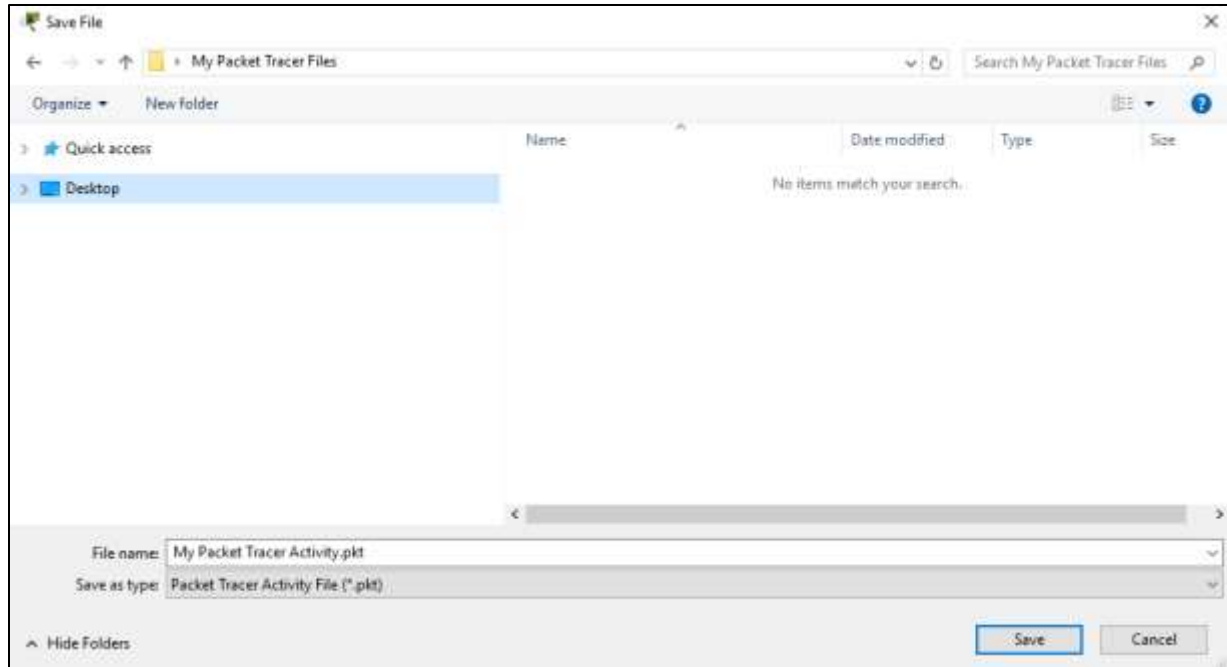 Save File
My Packet Tracer Files
Search My Packet Tracer Files
Organize
New folder
Quick access
Desktop
Name
Date modified
Type
Size
No items match your search.
File name: My Packet Tracer Activity.pkt
Save as type: Packet Tracer Activity File (*.pkt)
Hide Folders
Save
Cancel